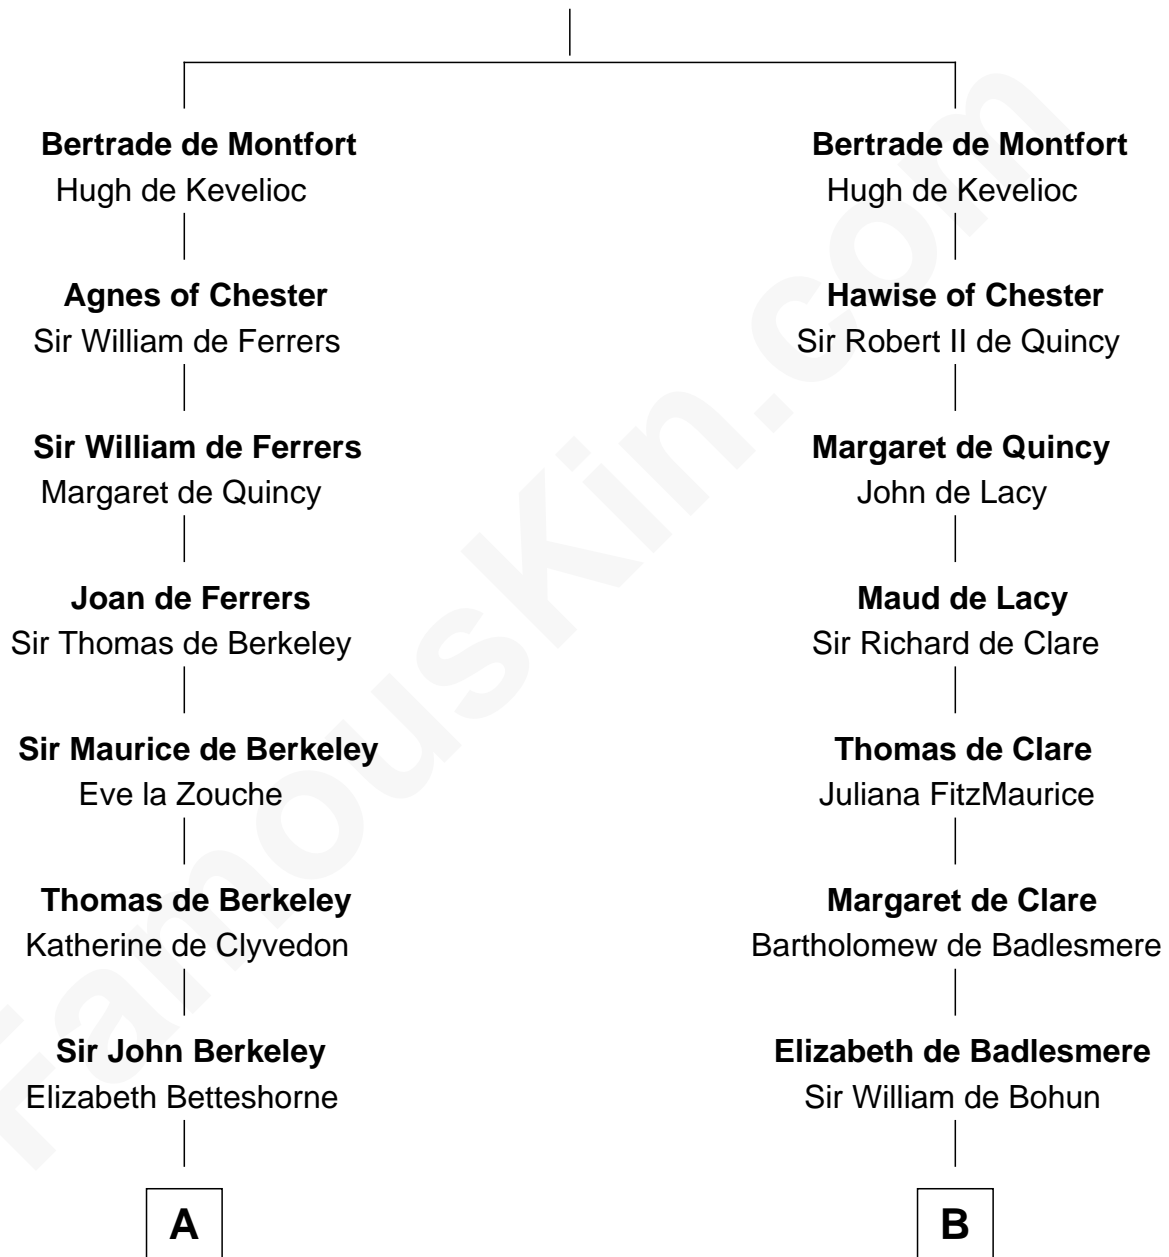 Bertrade de Montfort
Hugh de Kevelioc
Agnes of Chester
Sir William de Ferrers
Sir William de Ferrers
Margaret de Quincy
Joan de Ferrers
Sir Thomas de Berkeley
Sir Maurice de Berkeley
Eve la Zouche
Thomas de Berkeley
Katherine de Clyvedon
Sir John Berkeley
Elizabeth Betteshorne
A
Bertrade de Montfort
Hugh de Kevelioc
Hawise of Chester
Sir Robert II de Quincy
Margaret de Quincy
John de Lacy
Maud de Lacy
Sir Richard de Clare
Thomas de Clare
Juliana FitzMaurice
Margaret de Clare
Bartholomew de Badlesmere
Elizabeth de Badlesmere
Sir William de Bohun
B
FamousKin.com